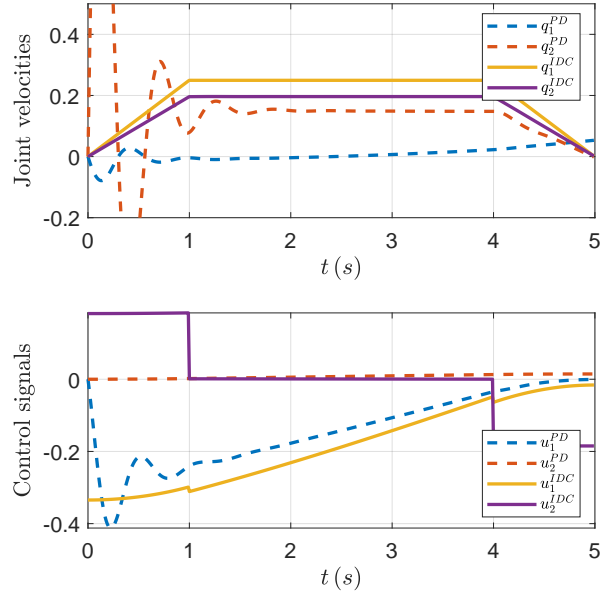 Joint velocities
0.4
0.2
0
-0.2
0 1 2 3 4 5
t (s)
q_1^{PD}
q_2^{PD}
q_1^{IDC}
q_2^{IDC}
Control signals
0
-0.2
-0.4
0 1 2 3 4 5
t (s)
u_1^{PD}
u_2^{PD}
u_1^{IDC}
u_2^{IDC}